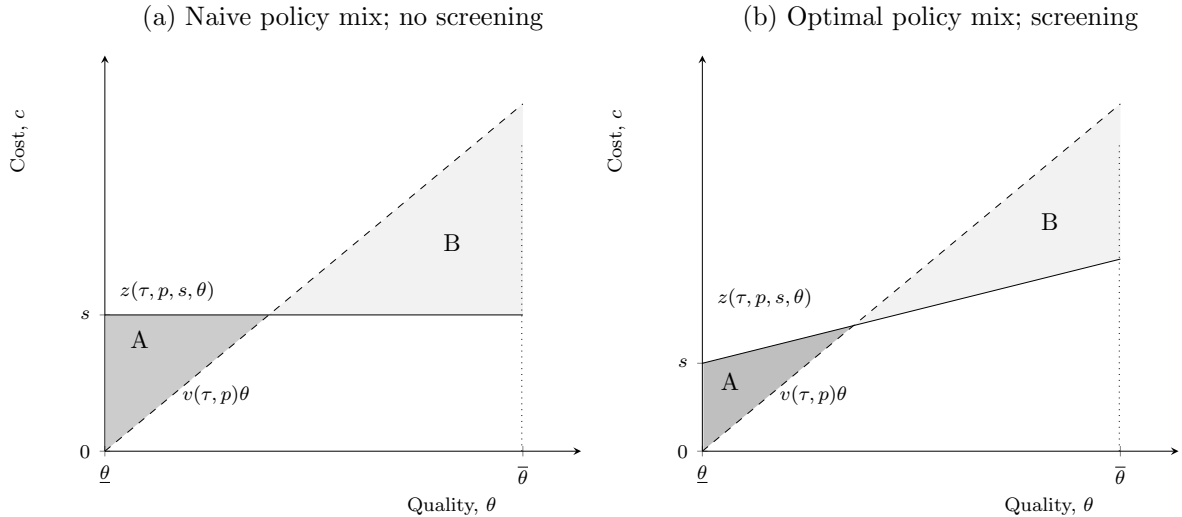 (a) Naive policy mix; no screening
Cost, c
B
z(τ, p, s, θ)
s
A
v(τ, p)θ
0
θ
θ̅
Quality, θ
(b) Optimal policy mix; screening
Cost, c
B
z(τ, p, s, θ)
s
A
v(τ, p)θ
0
θ̲
θ̅
Quality, θ